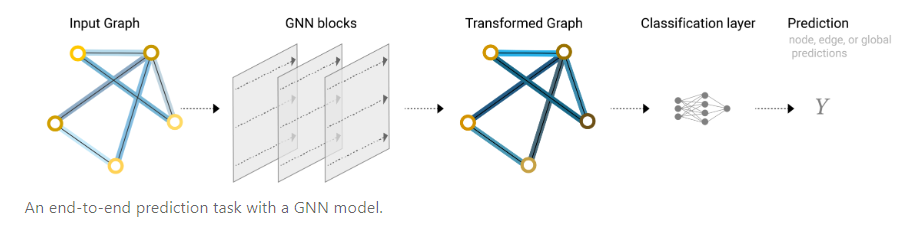 Input Graph
GNN blocks
Transformed Graph
Classification layer
Prediction
node, edge, or global
predictions
Y
An end-to-end prediction task with a GNN model.